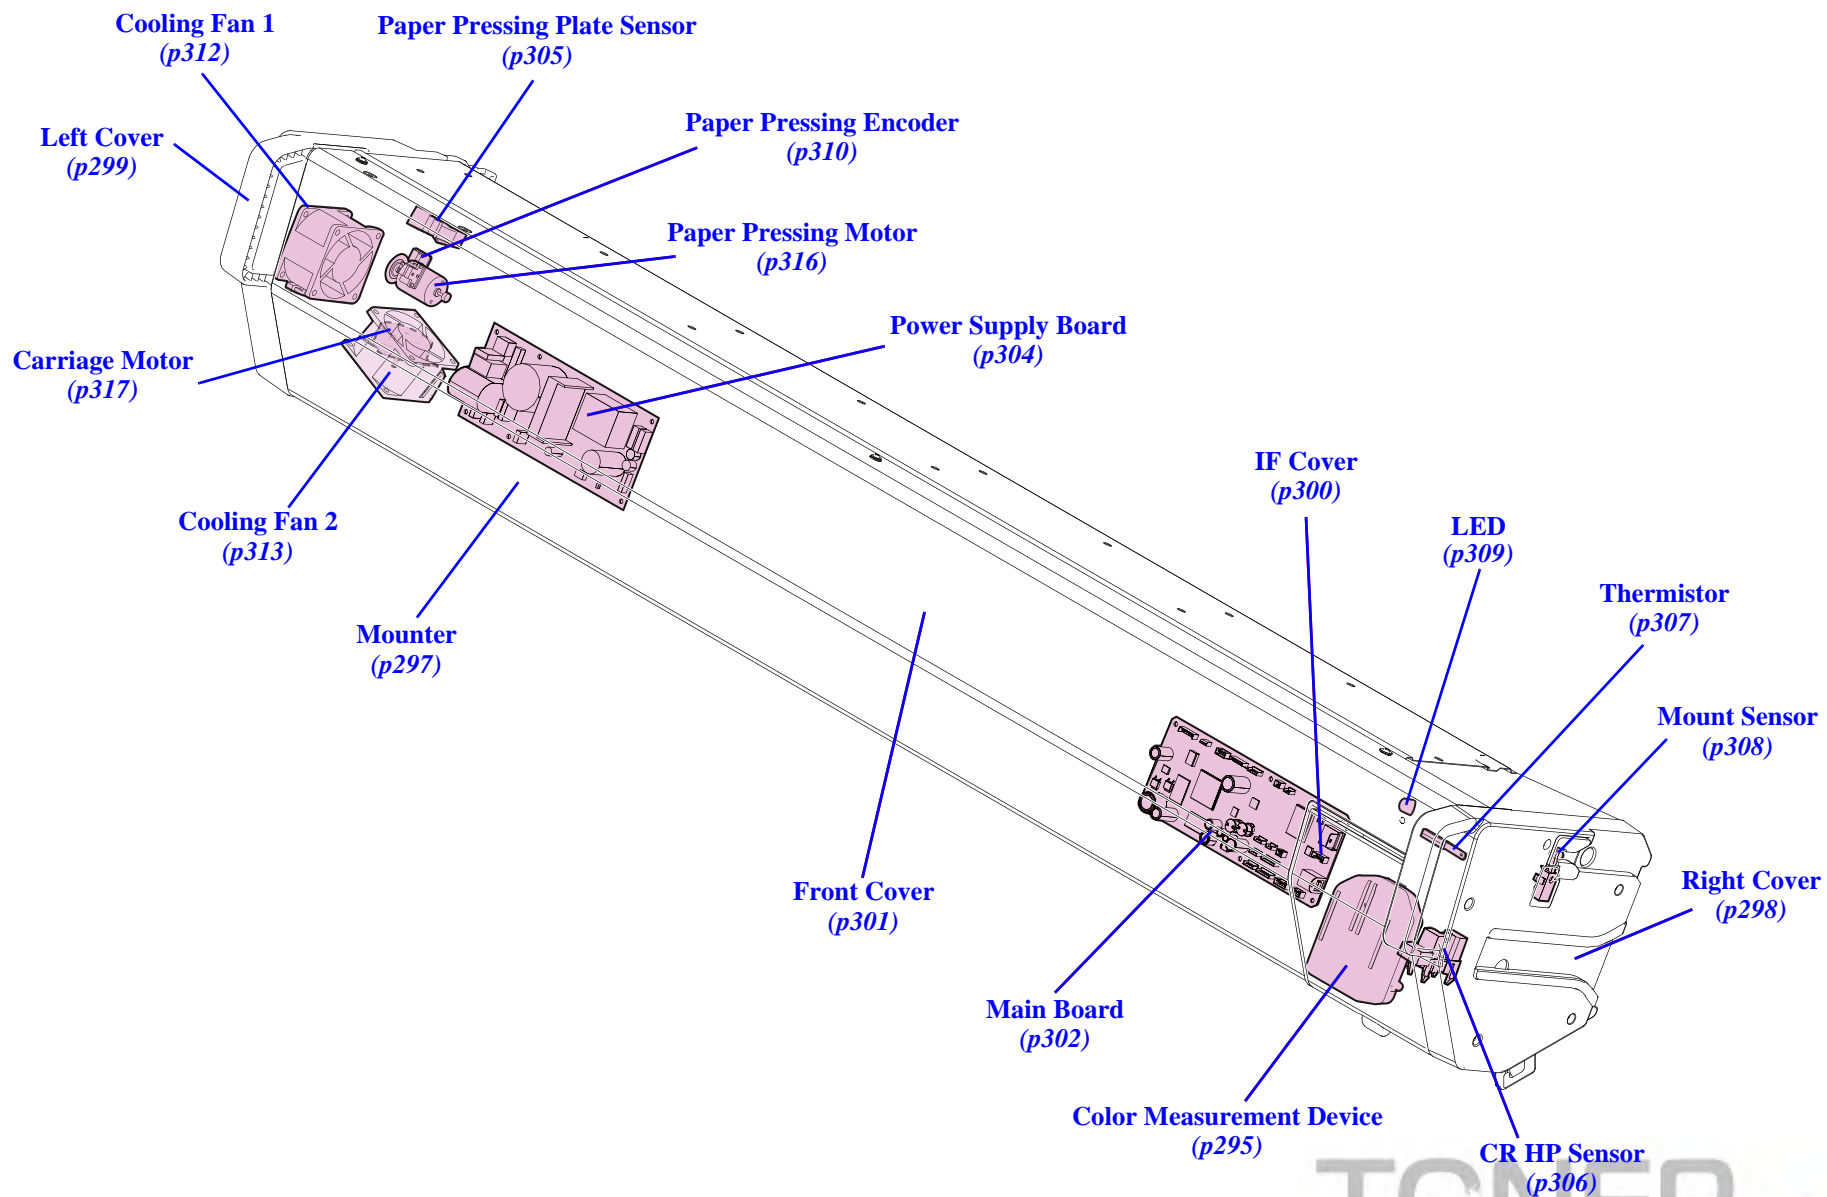 Cooling Fan 1
(p312)
Paper Pressing Plate Sensor
(p305)
Left Cover
(p299)
Paper Pressing Encoder
(p310)
Paper Pressing Motor
(p316)
Power Supply Board
(p304)
Carriage Motor
(p317)
Cooling Fan 2
(p313)
IF Cover
(p300)
LED
(p309)
Thermistor
(p307)
Mounter
(p297)
Mount Sensor
(p308)
Front Cover
(p301)
Right Cover
(p298)
Main Board
(p302)
Color Measurement Device
(p295)
CR HP Sensor
(p306)
TONER